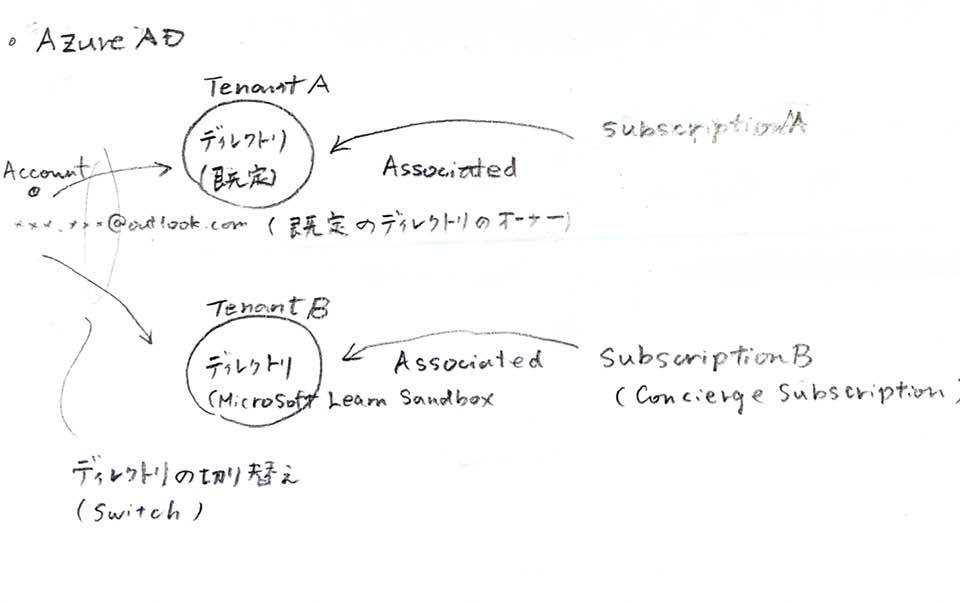 • Azure AD
Tenant A
ディレクトリ
(既定)
Associated
subscription A
Account
***.***@outlook.com (既定のディレクトリのオーナー)
Tenant B
ディレクトリ
(Microsoft Learn Sandbox
Associated
Subscription B
(Concierge Subscription)
ディレクトリの切り替え
(Switch)